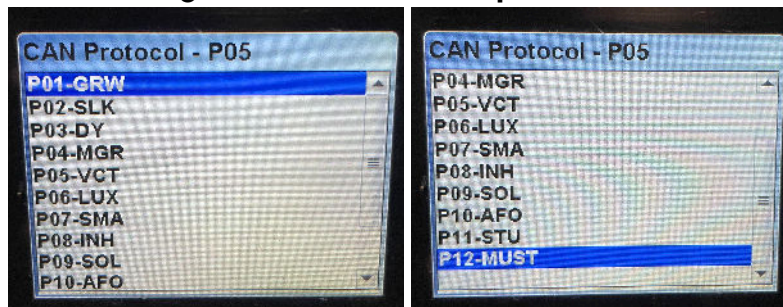 CAN Protocol - P05
P01-GRW
P02-SLK
P03-DY
P04-MGR
P05-VCT
P06-LUX
P07-SMA
P08-INH
P09-SOL
P10-AFO
CAN Protocol - P05
P04-MGR
P05-VCT
P06-LUX
P07-SMA
P08-INH
P09-SOL
P10-AFO
P11-STU
P12-MUST